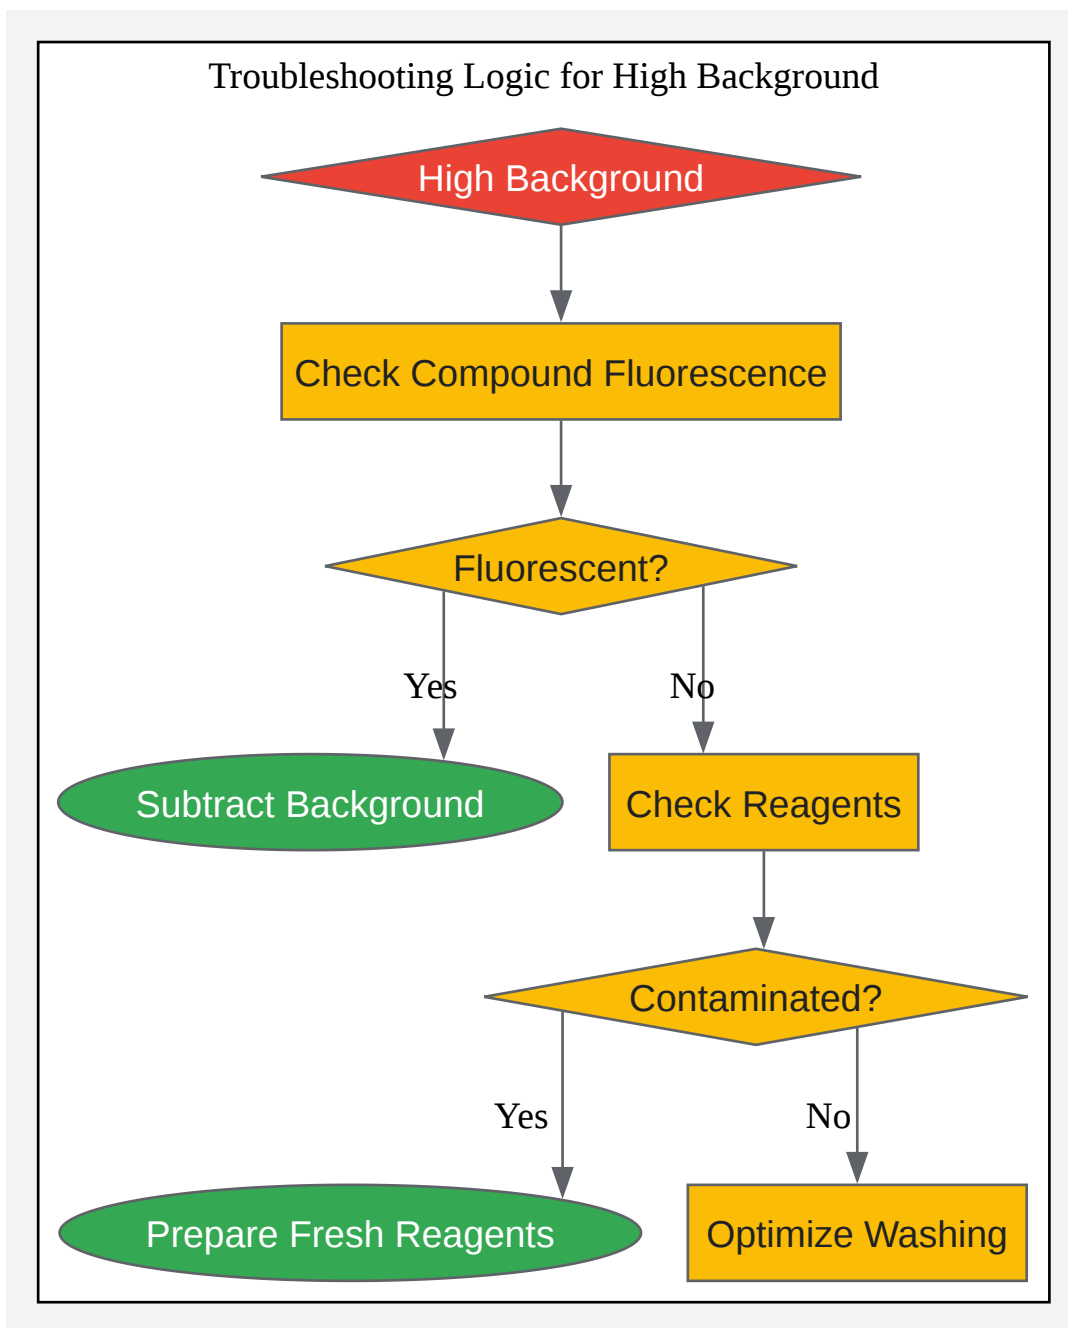 Troubleshooting Logic for High Background
High Background
Check Compound Fluorescence
Fluorescent?
Yes
No
Subtract Background
Check Reagents
Contaminated?
Yes
No
Prepare Fresh Reagents
Optimize Washing